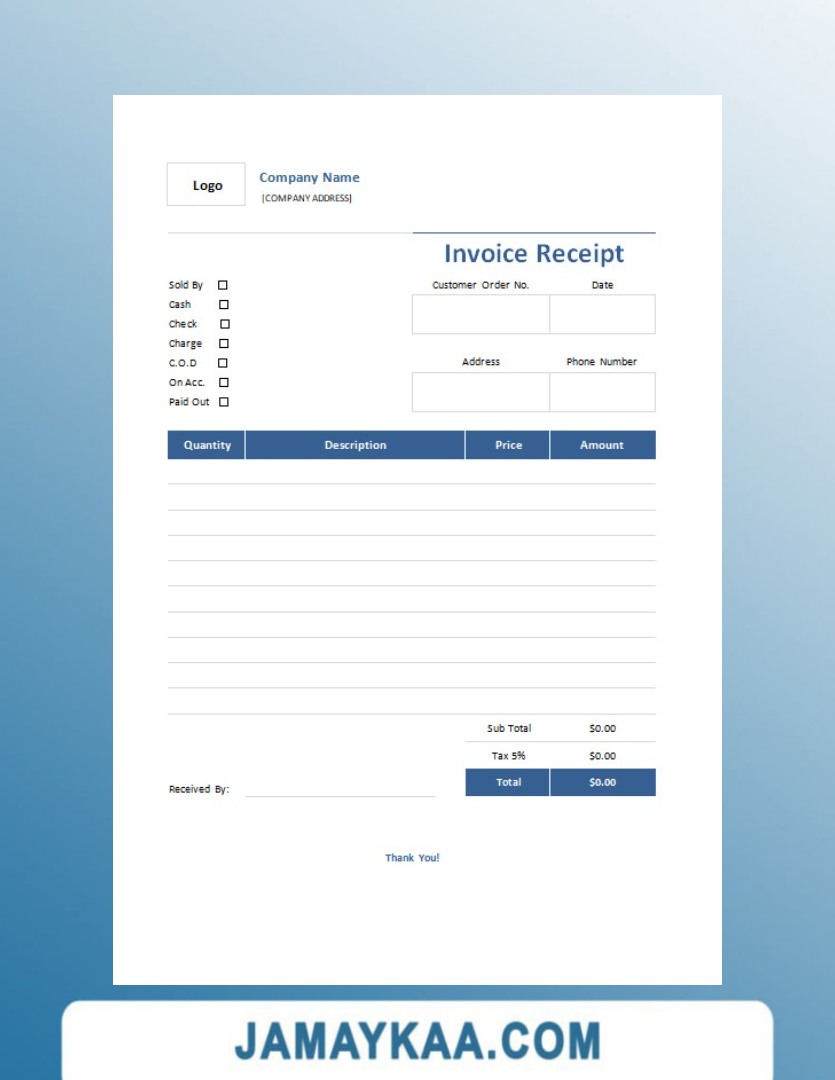 Logo
Company Name
[COMPANY ADDRESS]
Invoice Receipt
Sold By
Customer Order No. Date
Cash
Check
Charge
C.O.D
Address Phone Number
On Acc.
Paid Out
Quantity Description Price Amount
Sub Total $0.00
Tax 5% $0.00
Total $0.00
Received By:
Thank You!
JAMAYKAA.COM